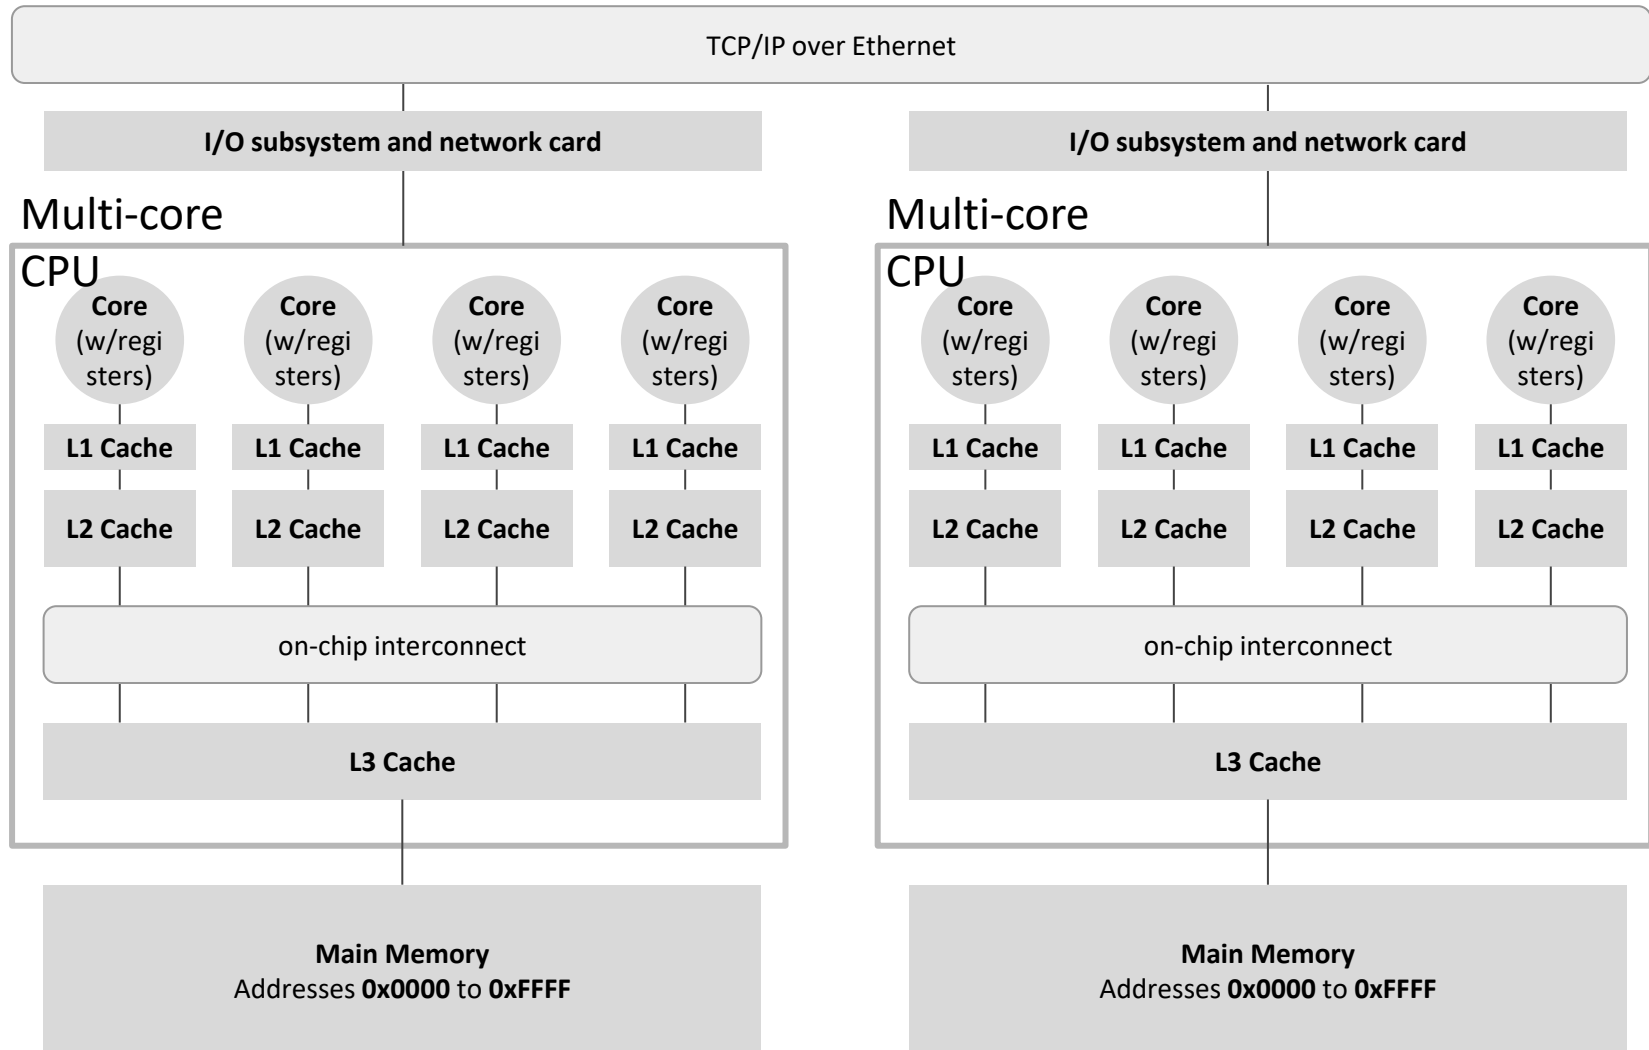 TCP/IP over Ethernet
I/O subsystem and network card
I/O subsystem and network card
Multi-core
CPU
Core
(w/regi
sters)
Core
(w/regi
sters)
Core
(w/regi
sters)
Core
(w/regi
sters)
L1 Cache
L1 Cache
L1 Cache
L1 Cache
L2 Cache
L2 Cache
L2 Cache
L2 Cache
on-chip interconnect
L3 Cache
Main Memory
Addresses 0x0000 to 0xFFFF
Multi-core
CPU
Core
(w/regi
sters)
Core
(w/regi
sters)
Core
(w/regi
sters)
Core
(w/regi
sters)
L1 Cache
L1 Cache
L1 Cache
L1 Cache
L2 Cache
L2 Cache
L2 Cache
L2 Cache
on-chip interconnect
L3 Cache
Main Memory
Addresses 0x0000 to 0xFFFF